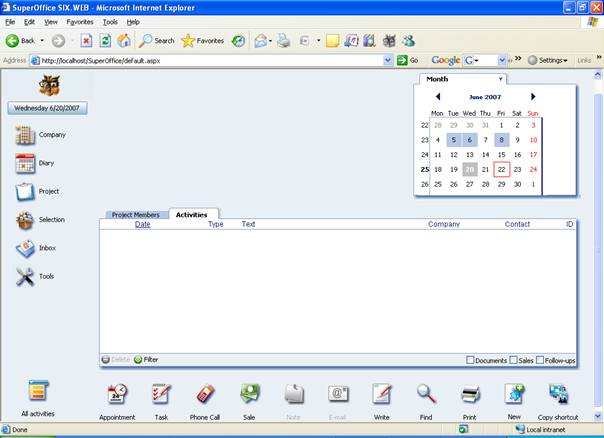 SuperOffice SIX.WEB - Microsoft Internet Explorer
File Edit View Favorites Tools Help
Back Search Favorites
Address http://localhost/SuperOffice/default.aspx Go Google G Settings Links
Month
June 2007
Mon Tue Wed Thu Fri Sat Sun
22 28 29 30 31 1 2 3
23 4 5 6 7 8 9 10
24 11 12 13 14 15 16 17
25 18 19 20 21 22 23 24
26 25 26 27 28 29 30 1
Wednesday 6/20/2007
Company
Diary
Project
Selection
Inbox
Tools
Project Members Activities
Date Type Text Company Contact ID
Delete Filter Documents Sales Follow-ups
All activities Appointment Task Phone Call Sale Note E-mail Write Find Print New Copy shortcut
Done Local intranet